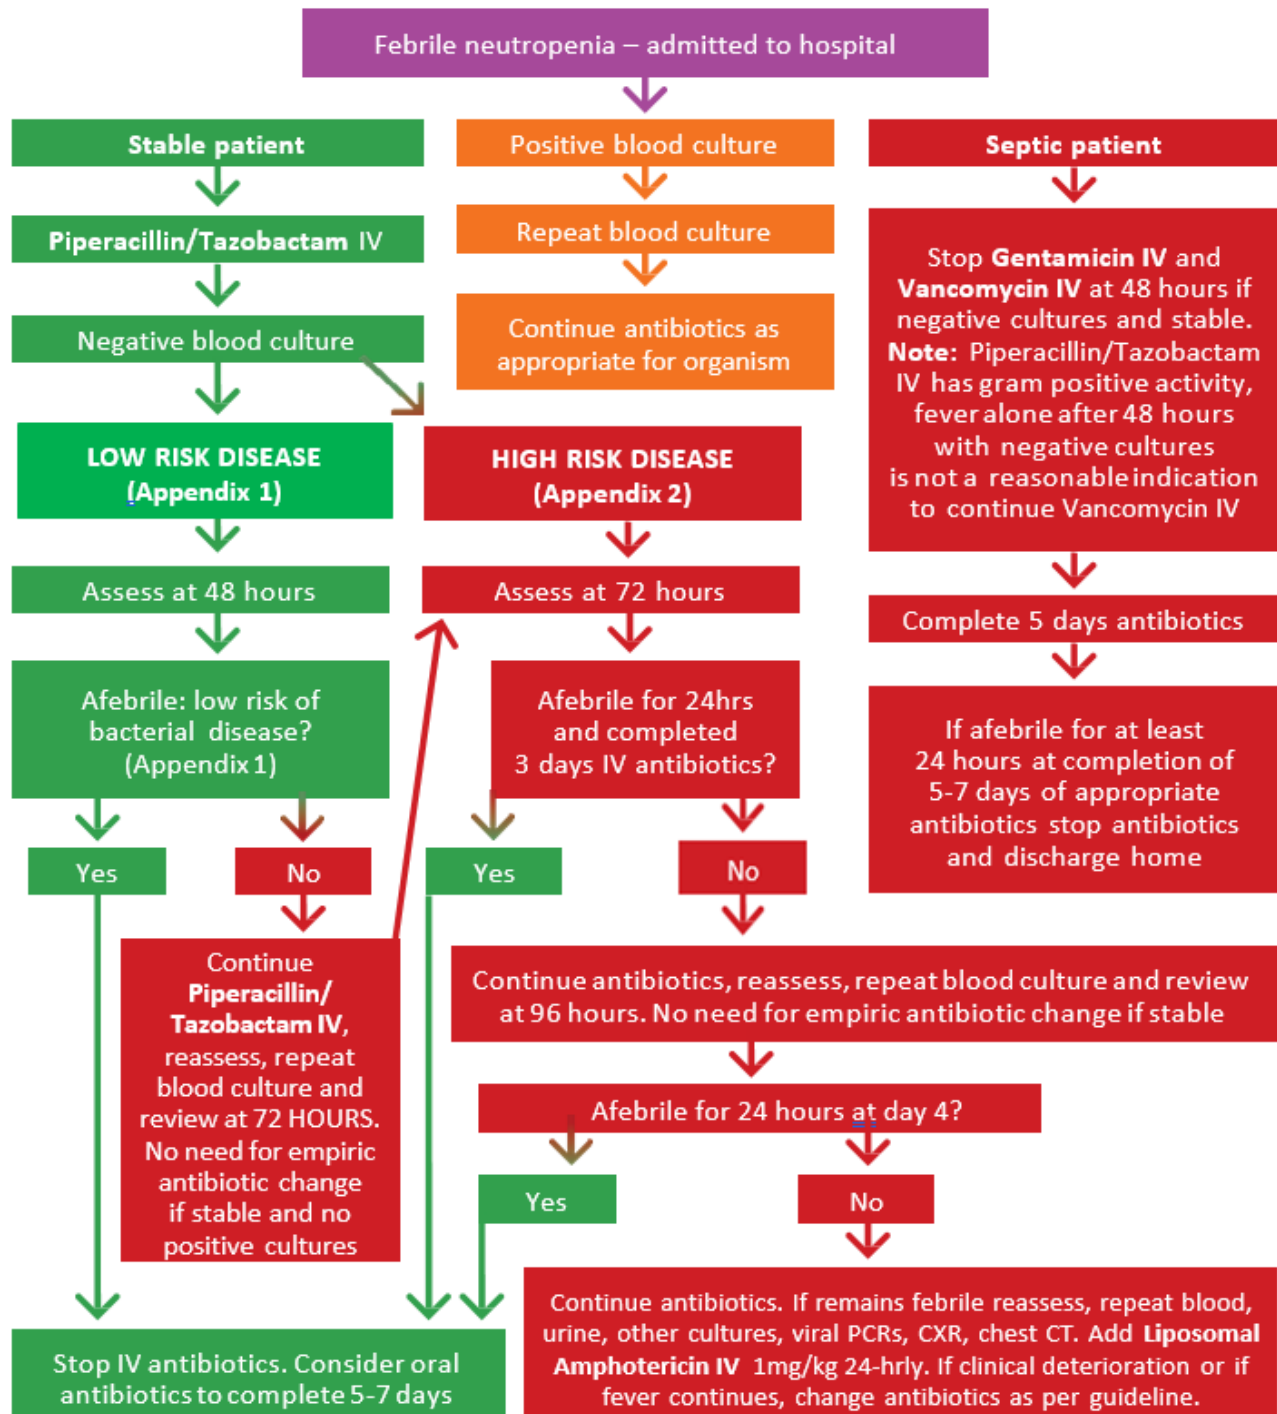 Febrile neutropenia – admitted to hospital
Stable patient
Positive blood culture
Septic patient
Piperacillin/Tazobactam IV
Repeat blood culture
Stop Gentamicin IV and
Vancomycin IV at 48 hours if
negative cultures and stable.
Note: Piperacillin/Tazobactam
IV has gram positive activity,
fever alone after 48 hours
with negative cultures
is not a reasonable indication
to continue Vancomycin IV
Negative blood culture
Continue antibiotics as
appropriate for organism
LOW RISK DISEASE
(Appendix 1)
HIGH RISK DISEASE
(Appendix 2)
Assess at 48 hours
Assess at 72 hours
Complete 5 days antibiotics
Afebrile: low risk of
bacterial disease?
(Appendix 1)
Afebrile for 24hrs
and completed
3 days IV antibiotics?
If afebrile for at least
24 hours at completion of
5-7 days of appropriate
antibiotics stop antibiotics
and discharge home
Yes
No
Yes
No
Continue
Piperacillin/
Tazobactam IV,
reassess, repeat
blood culture and
review at 72 HOURS.
No need for empiric
antibiotic change
if stable and no
positive cultures
Continue antibiotics, reassess, repeat blood culture and review
at 96 hours. No need for empiric antibiotic change if stable
Afebrile for 24 hours at day 4?
Yes
No
Stop IV antibiotics. Consider oral
antibiotics to complete 5-7 days
Continue antibiotics. If remains febrile reassess, repeat blood,
urine, other cultures, viral PCRs, CXR, chest CT. Add Liposomal
Amphotericin IV 1mg/kg 24-hrly. If clinical deterioration or if
fever continues, change antibiotics as per guideline.